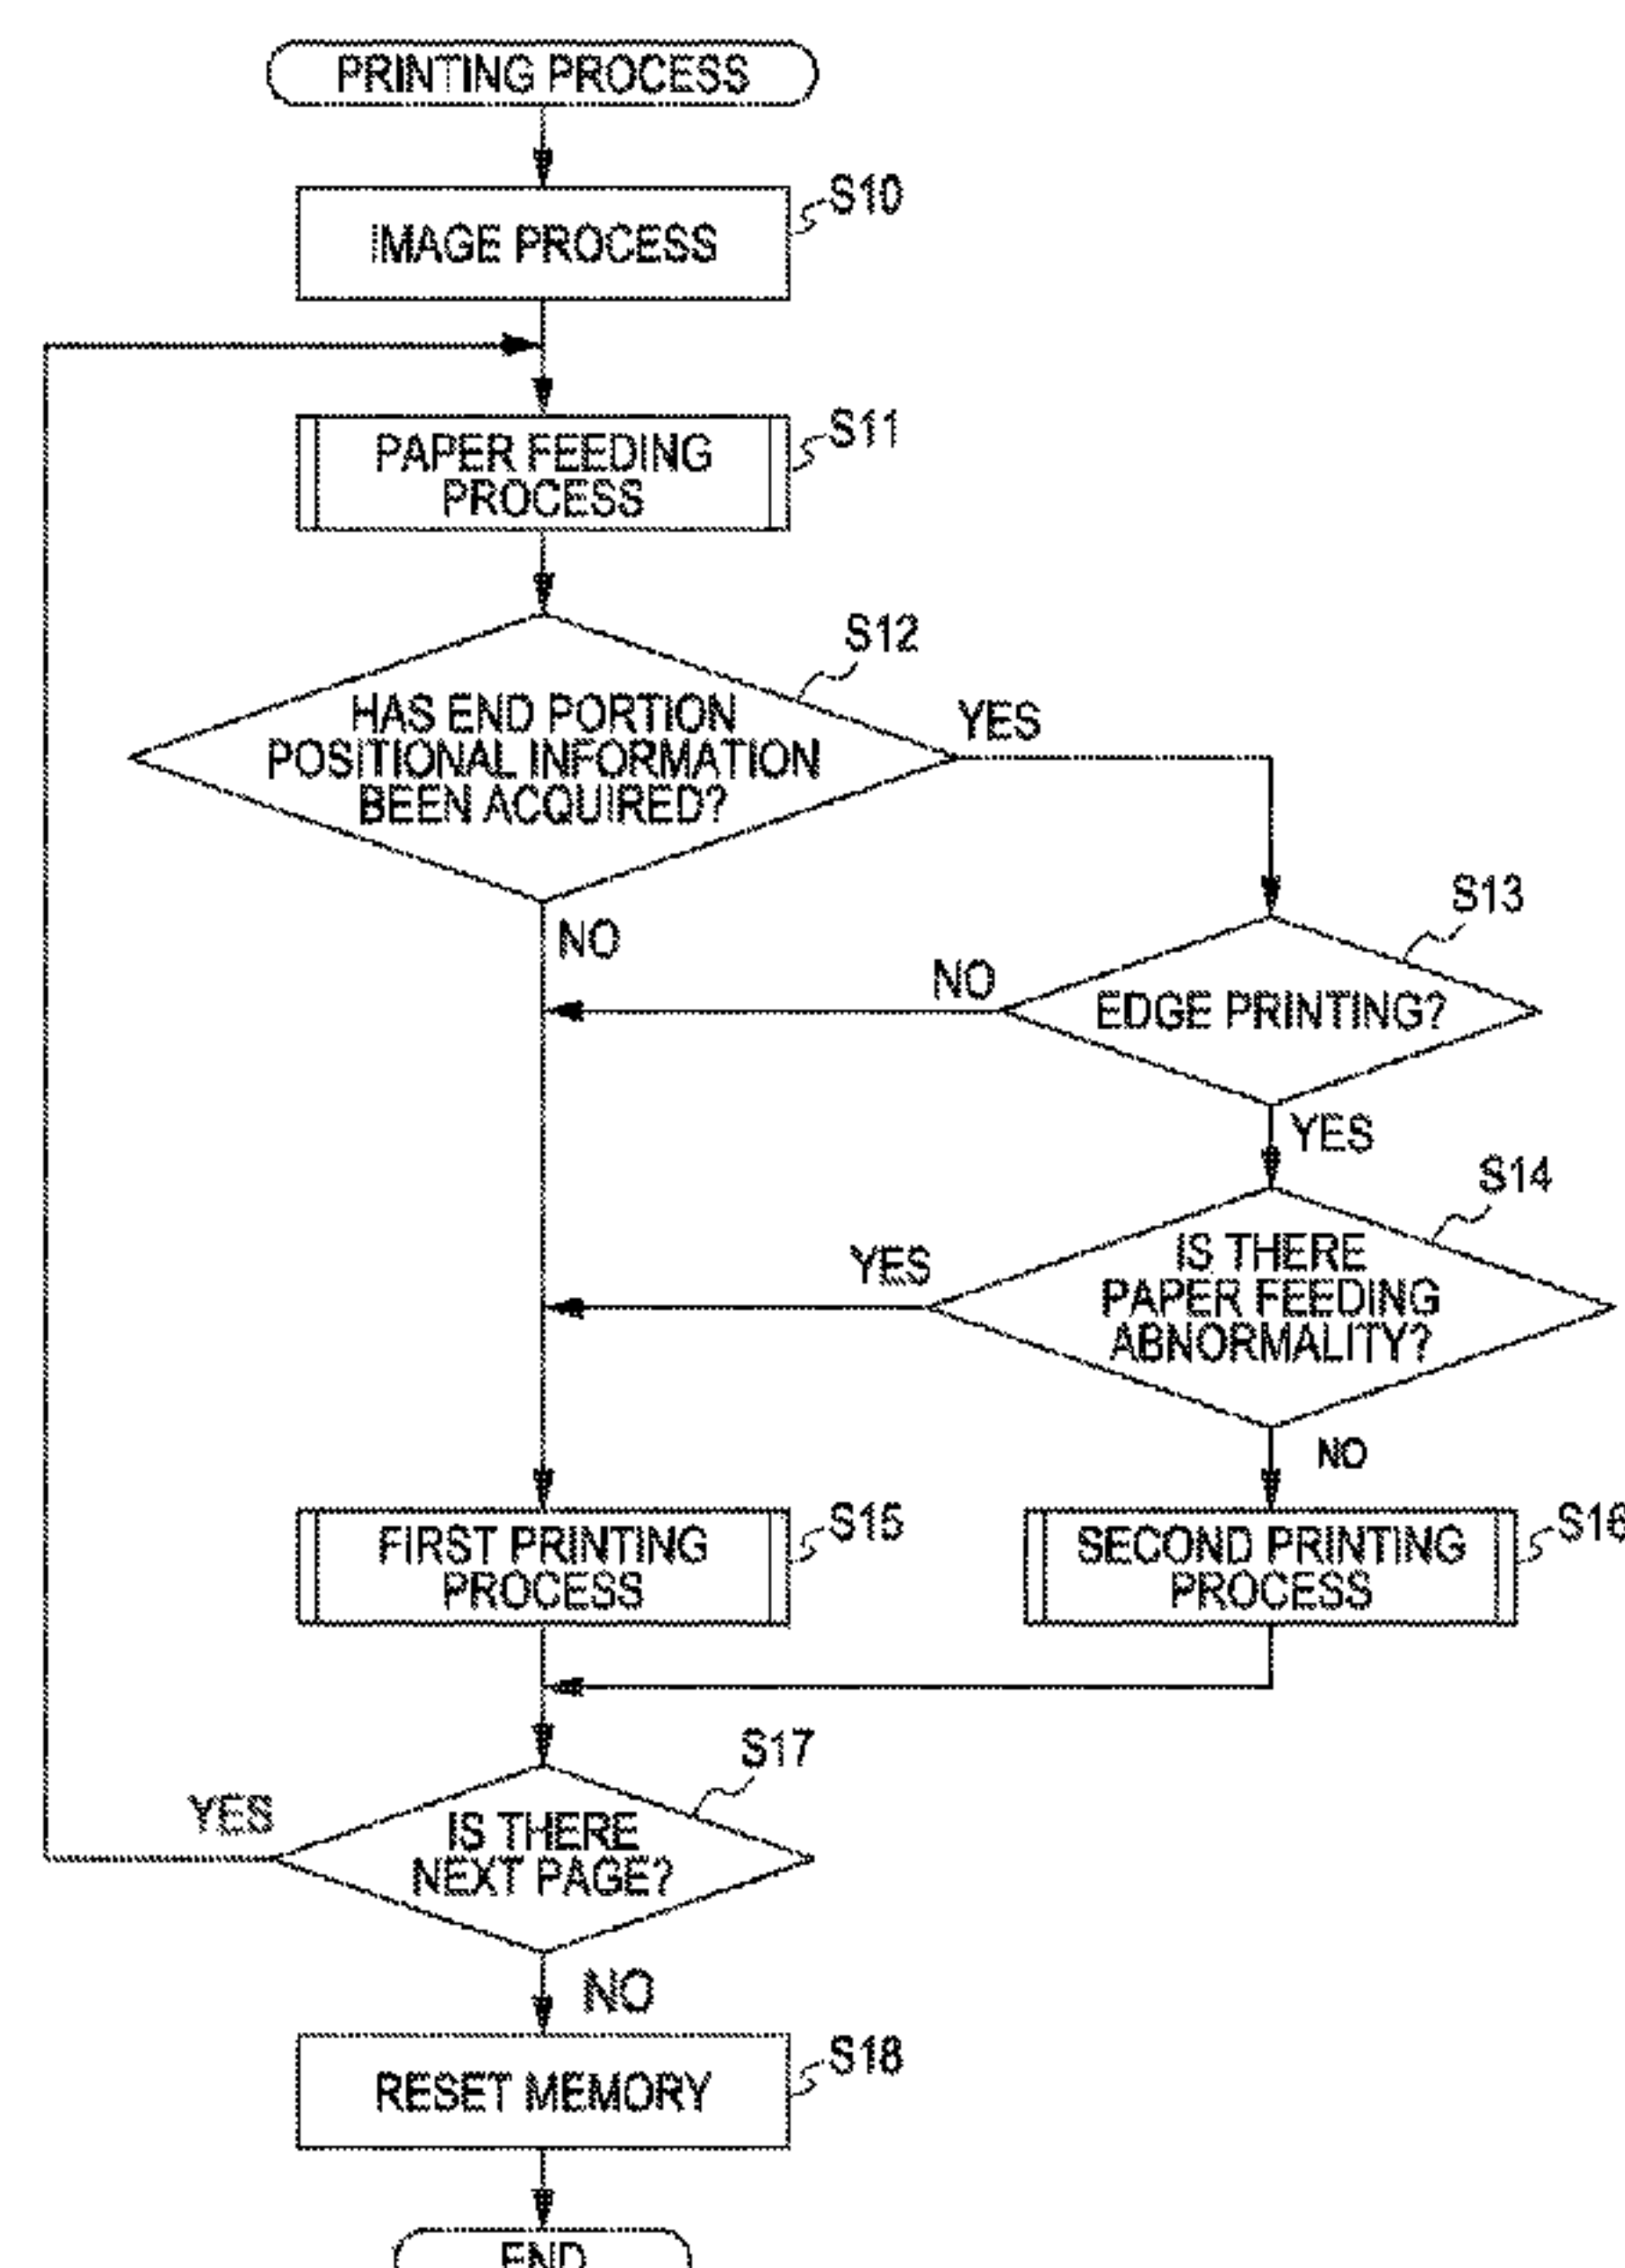 PRINTING PROCESS
S10
IMAGE PROCESS
S11
PAPER FEEDING
PROCESS
S12
HAS END PORTION
POSITIONAL INFORMATION
BEEN ACQUIRED?
YES
NO
S13
NO
EDGE PRINTING?
YES
S14
YES
IS THERE
PAPER FEEDING
ABNORMALITY?
NO
S15
FIRST PRINTING
PROCESS
S16
SECOND PRINTING
PROCESS
S17
YES
IS THERE
NEXT PAGE?
NO
S18
RESET MEMORY
END